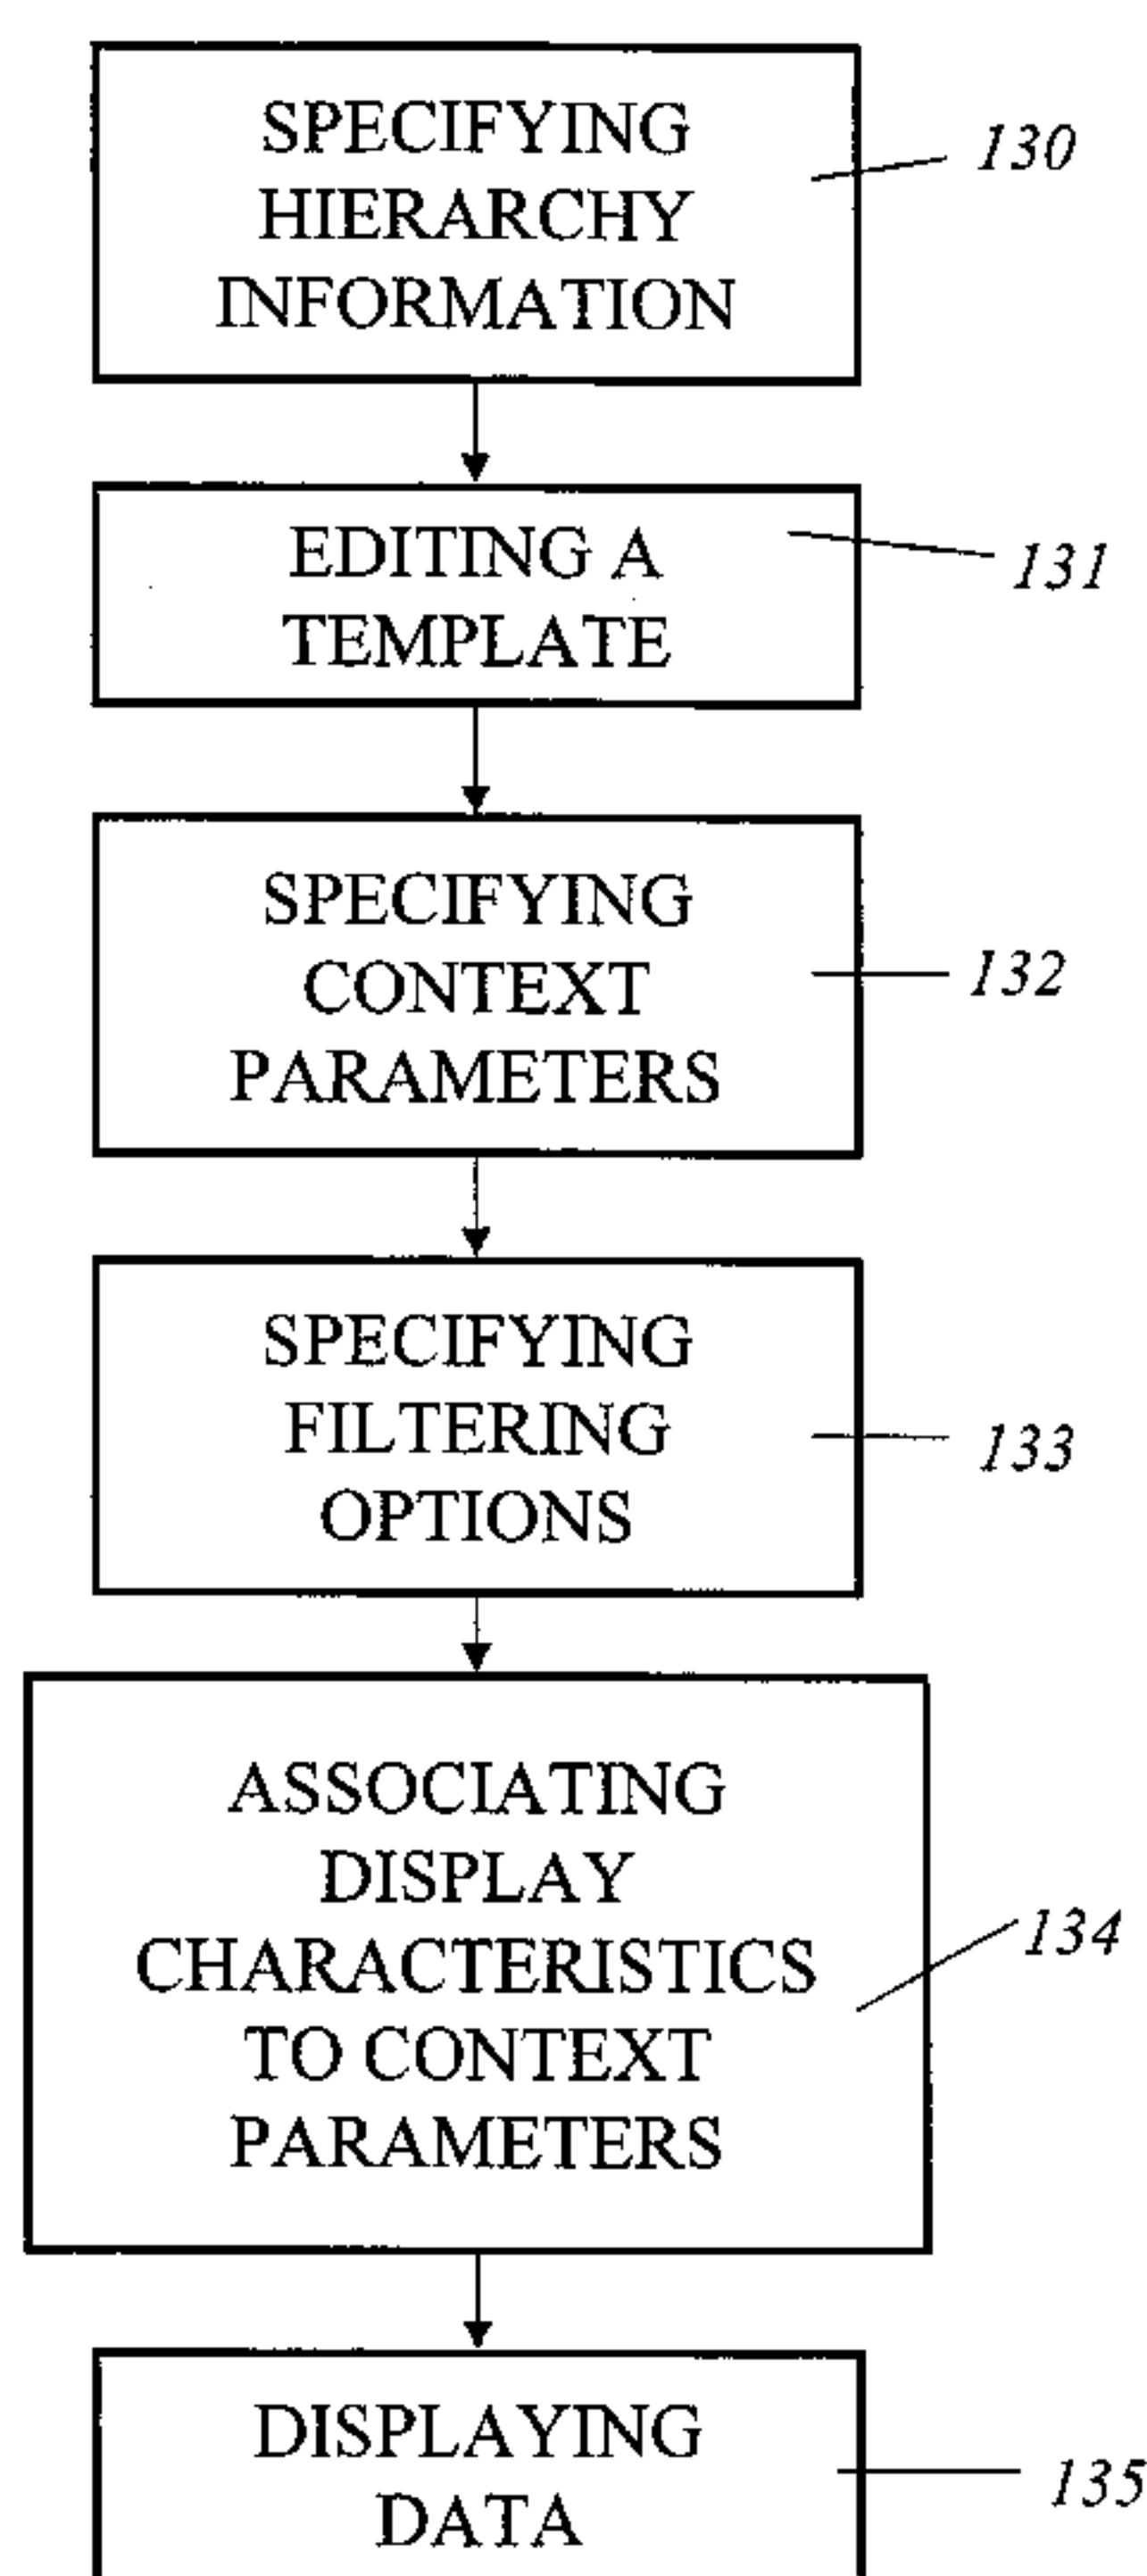 SPECIFYING
HIERARCHY
INFORMATION
130
EDITING A
TEMPLATE
131
SPECIFYING
CONTEXT
PARAMETERS
132
SPECIFYING
FILTERING
OPTIONS
133
ASSOCIATING
DISPLAY
CHARACTERISTICS
TO CONTEXT
PARAMETERS
134
DISPLAYING
DATA
135